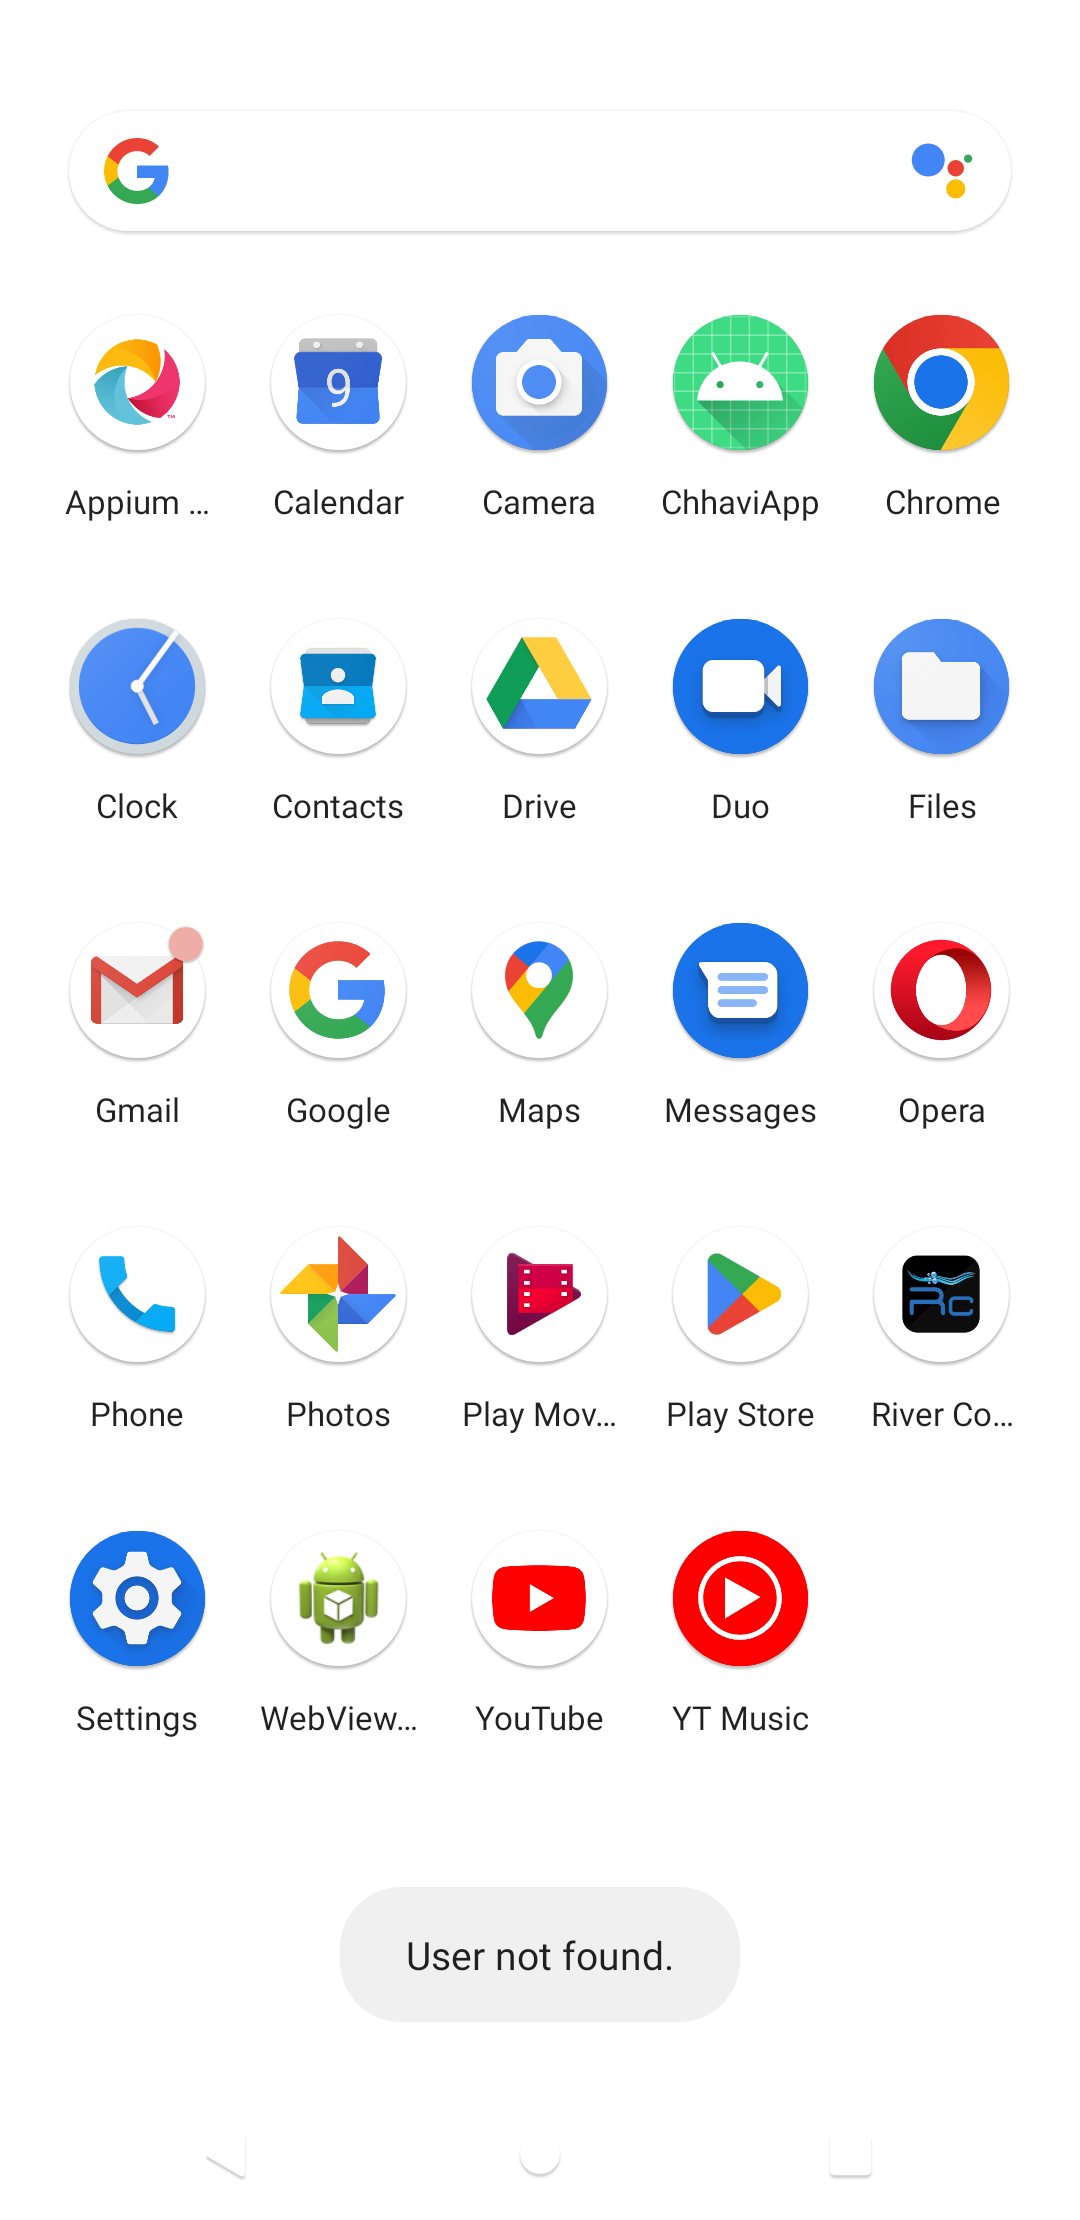 Appium ...
9
Calendar
Camera
ChhaviApp
Chrome
Clock
Contacts
Drive
Duo
Files
Gmail
Google
Maps
Messages
Opera
Phone
Photos
Play Mov...
Play Store
Rc
River Co...
Settings
WebView...
YouTube
YT Music
User not found.